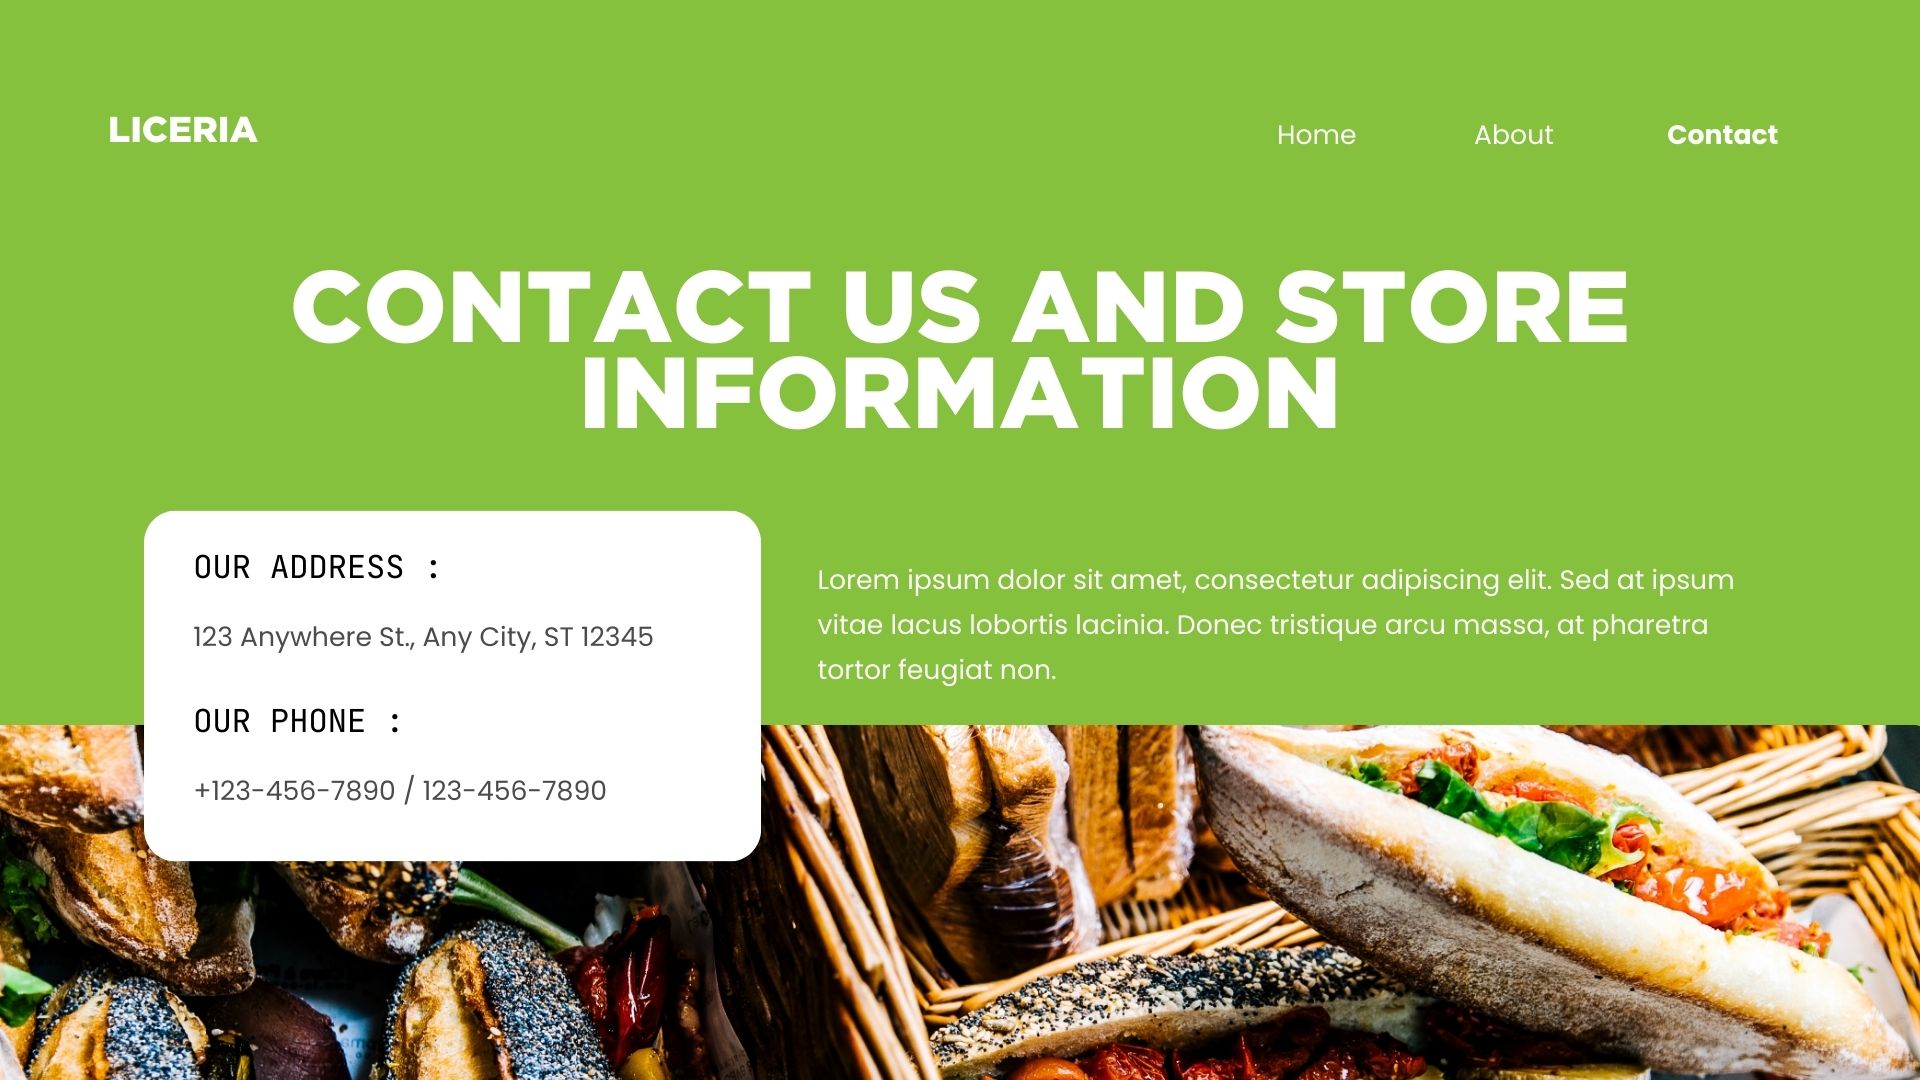 LICERIA
Home
About
Contact
CONTACT US AND STORE
INFORMATION
OUR ADDRESS :
123 Anywhere St., Any City, ST 12345
OUR PHONE :
+123-456-7890 / 123-456-7890
Lorem ipsum dolor sit amet, consectetur adipiscing elit. Sed at ipsum
vitae lacus lobortis lacinia. Donec tristique arcu massa, at pharetra
tortor feugiat non.